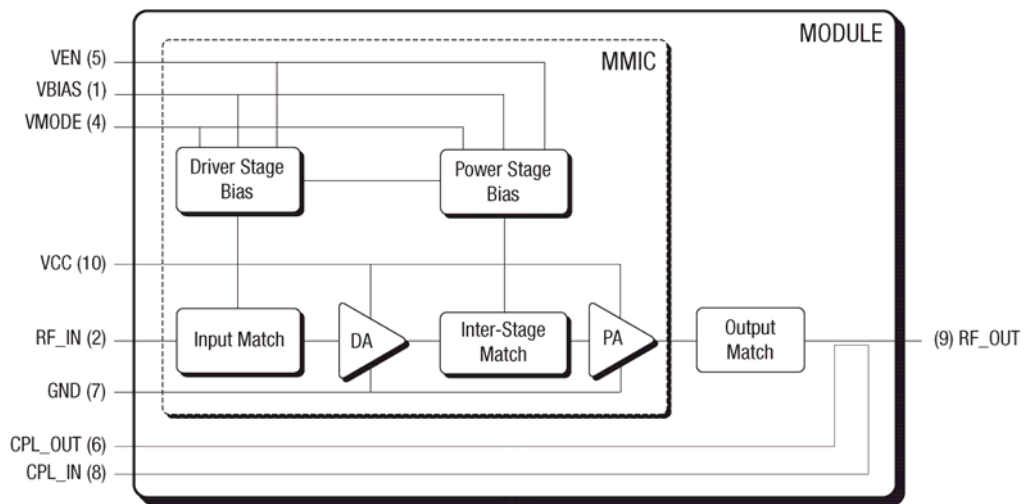 MODULE
MMIC
VEN (5)
VBIAS (1)
VMODE (4)
Driver Stage
Bias
Power Stage
Bias
VCC (10)
RF_IN (2)
Input Match
DA
Inter-Stage
Match
PA
Output
Match
(9) RF_OUT
GND (7)
CPL_OUT (6)
CPL_IN (8)